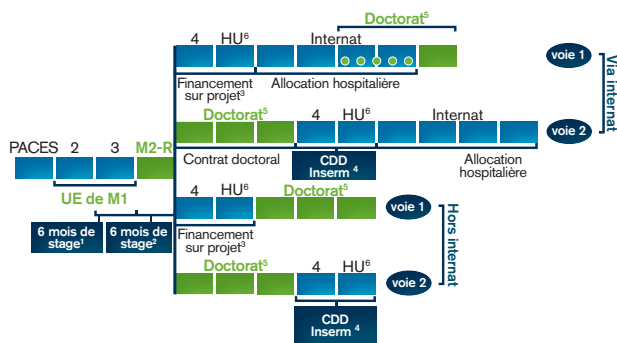 Doctorat⁵
4 HU⁶ Internat
voie 1
Financement
sur projet³
Allocation hospitalière
Via internat
Doctorat⁵ 4 HU⁶ Internat
voie 2
PACES 2 3 M2-R
Contrat doctoral
CDD
Inserm ⁴
Allocation
hospitalière
UE de M1
4 HU⁶ Doctorat⁵
voie 1
6 mois de
stage¹
6 mois de
stage²
Financement
sur projet³
Hors internat
Doctorat⁵ 4 HU⁶
voie 2
CDD
Inserm ⁴